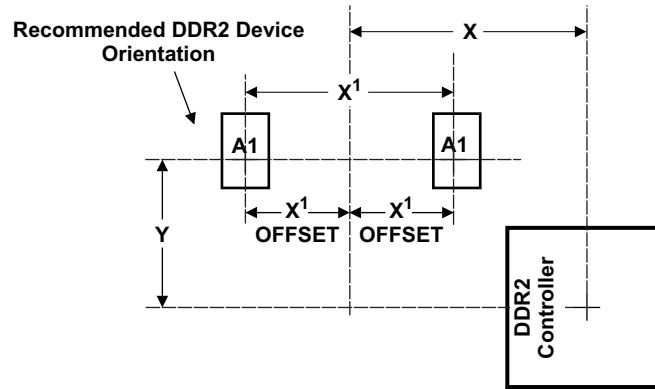 Recommended DDR2 Device
Orientation
X
X¹
A1
A1
X¹
X¹
OFFSET
OFFSET
Y
DDR2
Controller